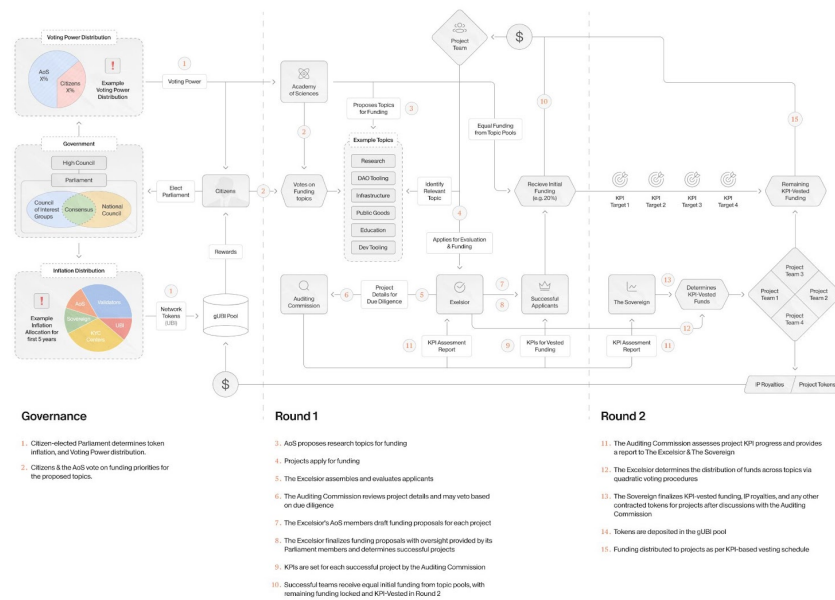 Voting Power Distribution
AoS
X%
Citizens
X%
Example
Voting Power
Distribution
1
Voting Power
Government
High Council
Parliament
Council
of Interest
Groups
Consensus
National
Council
Elect
Parliament
Citizens
2
Rewards
Inflation Distribution
Example
Inflation
Allocation for
first 5 years
AoS
Validators
Sovereign
UBI
KPI
Citizens
1
Network
Tokens
(UBI)
gUBI Pool
$
Academy
of Sciences
2
Votes on
Funding
topics
Proposes Topics
for Funding
3
Example Topics
Research
DAO Tooling
Infrastructure
Public Goods
Education
Dev Tooling
Project
Team
$
Identify
Relevant
Topic
4
Applies for Evaluation
& Funding
Equal Funding
from Topic Pools
10
Recieve Initial
Funding
(e.g. 20%)
KPI
Target 1
KPI
Target 2
KPI
Target 3
KPI
Target 4
15
Remaining
KPI-Vested
Funding
Auditing
Commission
6
Project
Details for
Due Diligence
5
Exelsior
7
8
Successful
Applicants
11
KPI Assesment
Report
9
KPIs for Vested
Funding
The Sovereign
KPI Assesment
Report
11
13
Determines
KPI-Vested
Funds
12
Project
Team 3
Project
Team 1
Project
Team 2
Project
Team 4
IP Royalties
Project Tokens
Governance
1. Citizen-elected Parliament determines token
inflation, and Voting Power distribution.
2. Citizens & the AoS vote on funding priorities for
the proposed topics.
Round 1
3. AoS proposes research topics for funding
4. Projects apply for funding
5. The Excelsior assembles and evaluates applicants
6. The Auditing Commission reviews project details and may veto based
on due diligence
7. The Excelsior's AoS members draft funding proposals for each project
8. The Excelsior finalizes funding proposals with oversight provided by its
Parliament members and determines successful projects
9. KPIs are set for each successful project by the Auditing Commission
10. Successful teams receive equal initial funding from topic pools, with
remaining funding locked and KPI-Vested in Round 2
Round 2
11. The Auditing Commission assesses project KPI progress and provides
a report to The Excelsior & The Sovereign
12. The Excelsior determines the distribution of funds across topics via
quadratic voting procedures
13. The Sovereign finalizes KPI-vested funding, IP royalties, and any other
contracted tokens for projects after discussions with the Auditing
Commission
14. Tokens are deposited in the gUBI pool
15. Funding distributed to projects as per KPI-based vesting schedule